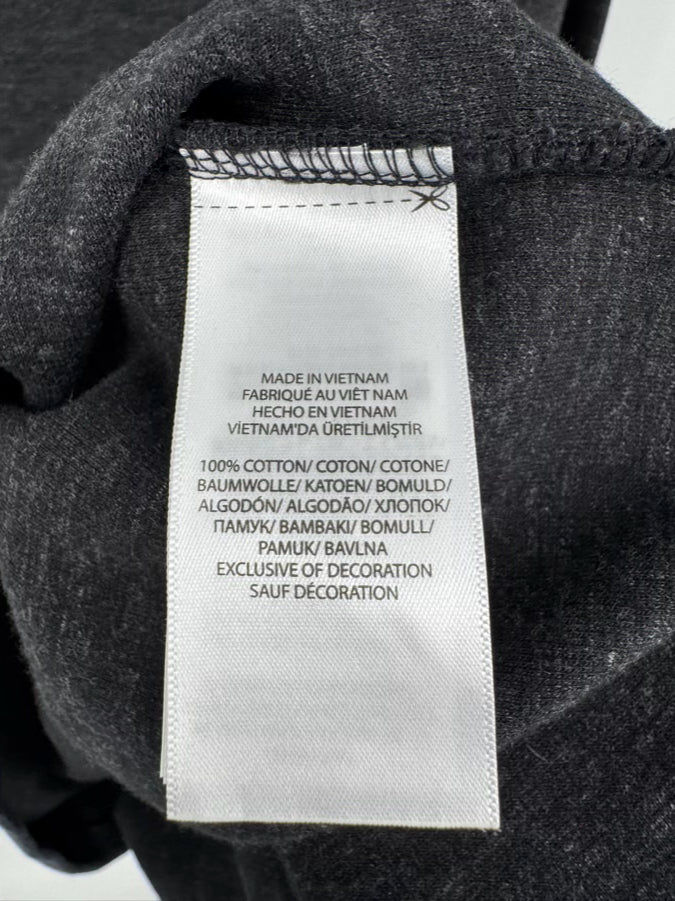 MADE IN VIETNAM
FABRIQUÉ AU VIÊT NAM
HECHO EN VIETNAM
VIETNAM'DA ÜRETİLMİŞTİR
100% COTTON/ COTON/ COTONE/
BAUMWOLLE/ KATOEN/ BOMULD/
ALGODÓN/ ALGODÃO/ ХЛОПОК/
ПАМУК/ BAMBAKI/ BOMULL/
PAMUK/ BAVLNA
EXCLUSIVE OF DECORATION
SAUF DÉCORATION